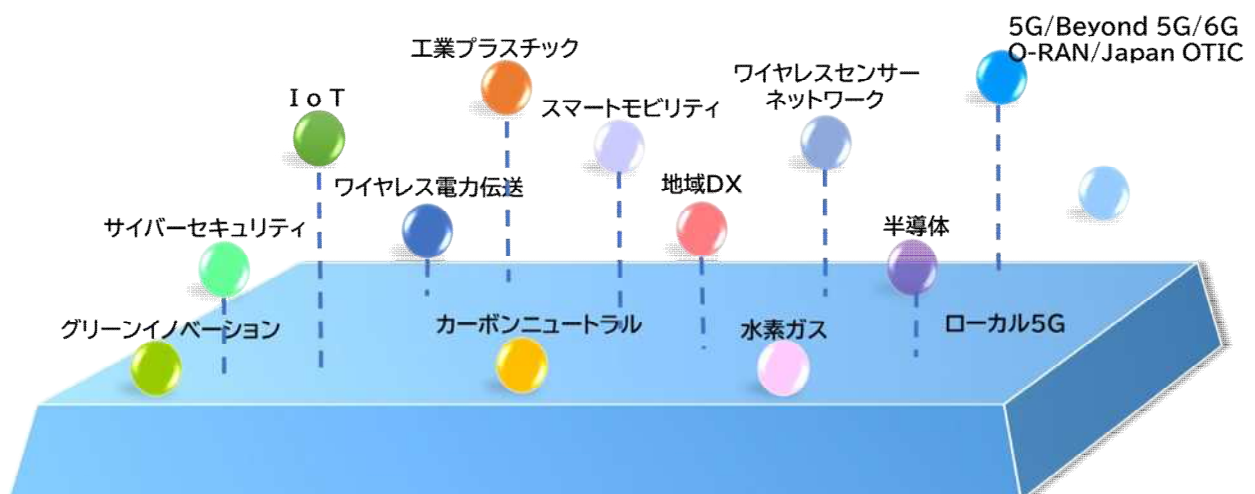 5G/Beyond 5G/6G
O-RAN/Japan OTIC
工業プラスチック
ワイヤレスセンサー
ネットワーク
IoT
スマートモビリティ
ワイヤレス電力伝送
地域DX
サイバーセキュリティ
半導体
グリーンイノベーション
カーボンニュートラル
水素ガス
ローカル5G